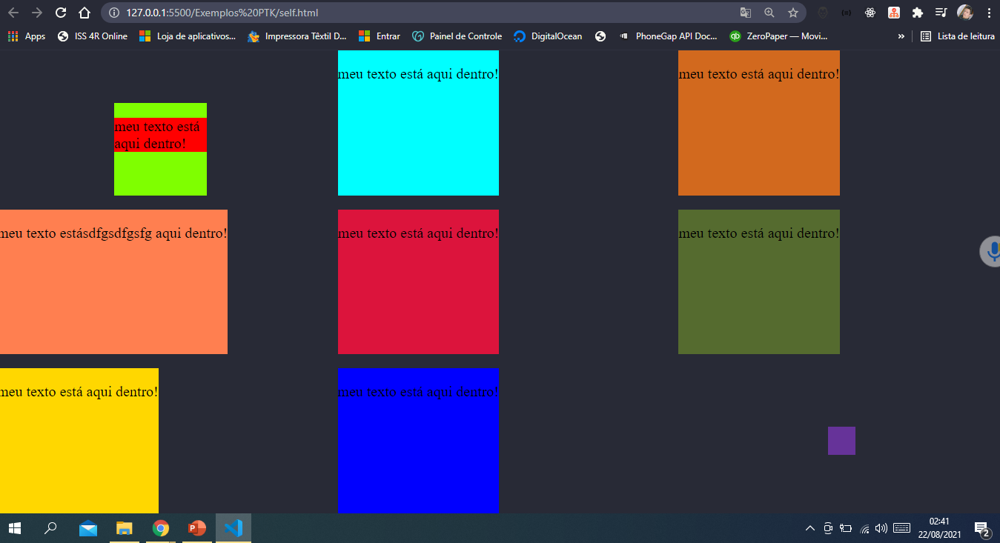 127.0.0.1:5500/Exemplos%20PTK/self.html
Apps ISS 4R Online Loja de aplicativos... Impressora Têxtil D... Entrar Painel de Controle DigitalOcean PhoneGap API Doc... qb ZeroPaper — Movi... » Lista de leitura
meu texto está aqui dentro! meu texto está aqui dentro!
meu texto está
aqui dentro!
meu texto estásdfgsdfgsfg aqui dentro! meu texto está aqui dentro! meu texto está aqui dentro!
meu texto está aqui dentro! meu texto está aqui dentro!
02:41
22/08/2021
2